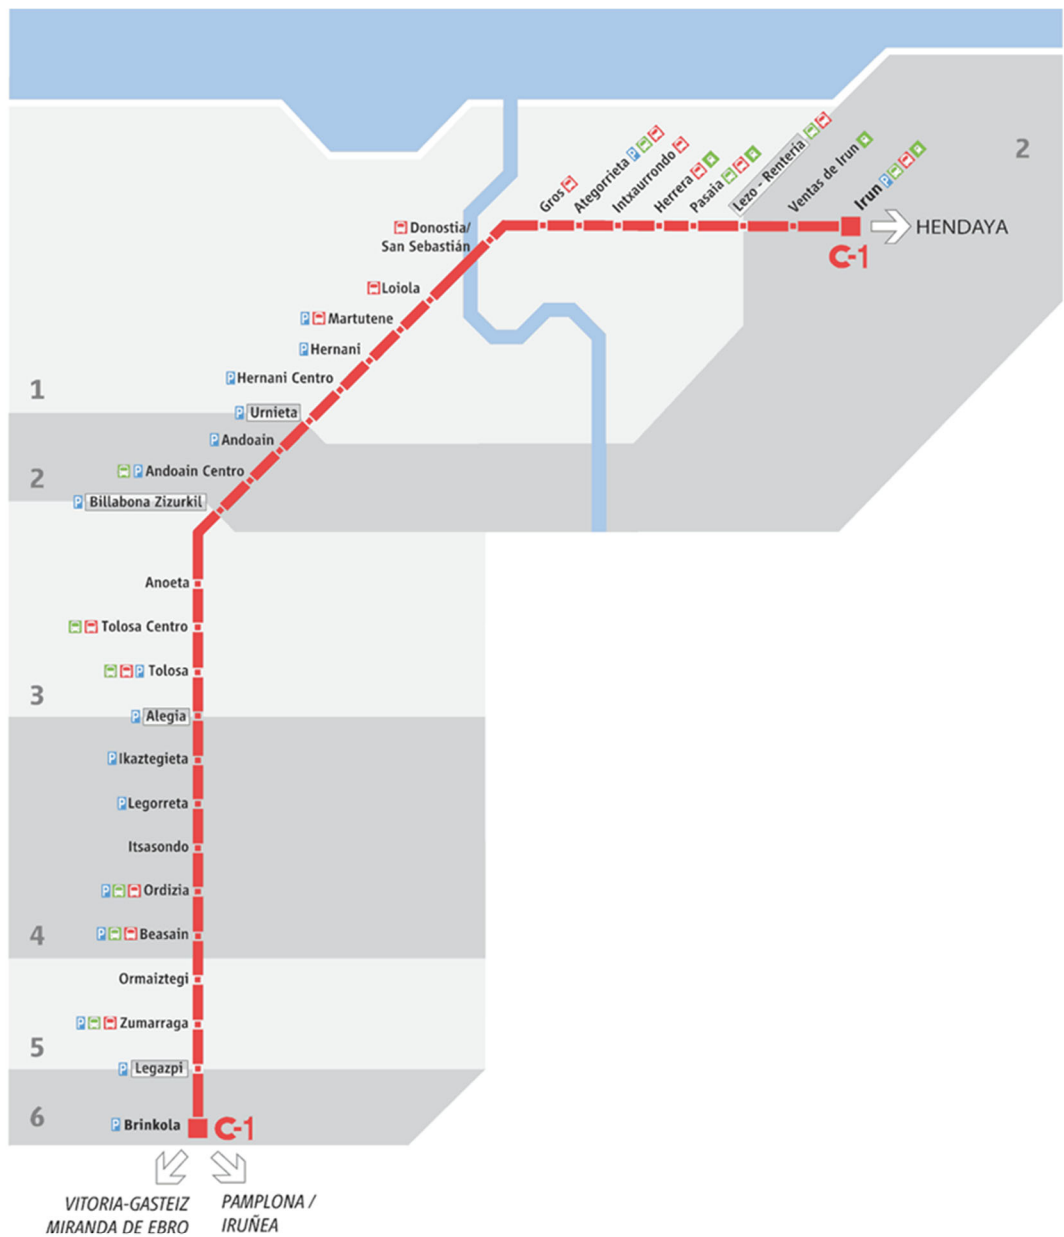 2
Gros
Ategorrieta
Intxaurrondo
Herrera
Pasaia
Lezo - Rentería
Ventas de Irun
Irun
HENDAYA
C-1
Donostia/
San Sebastián
Loiola
Martutene
Hernani
Hernani Centro
1
Urnieta
Andoain
Andoain Centro
2
Billabona Zizurkil
Anoeta
Tolosa Centro
Tolosa
3
Alegia
Ikaztegieta
Legorreta
Itsasondo
Ordizia
Beasain
4
Ormaiztegi
Zumarraga
5
Legazpi
6
Brinkola
C-1
VITORIA-GASTEIZ
MIRANDA DE EBRO
PAMPLONA /
IRUÑEA